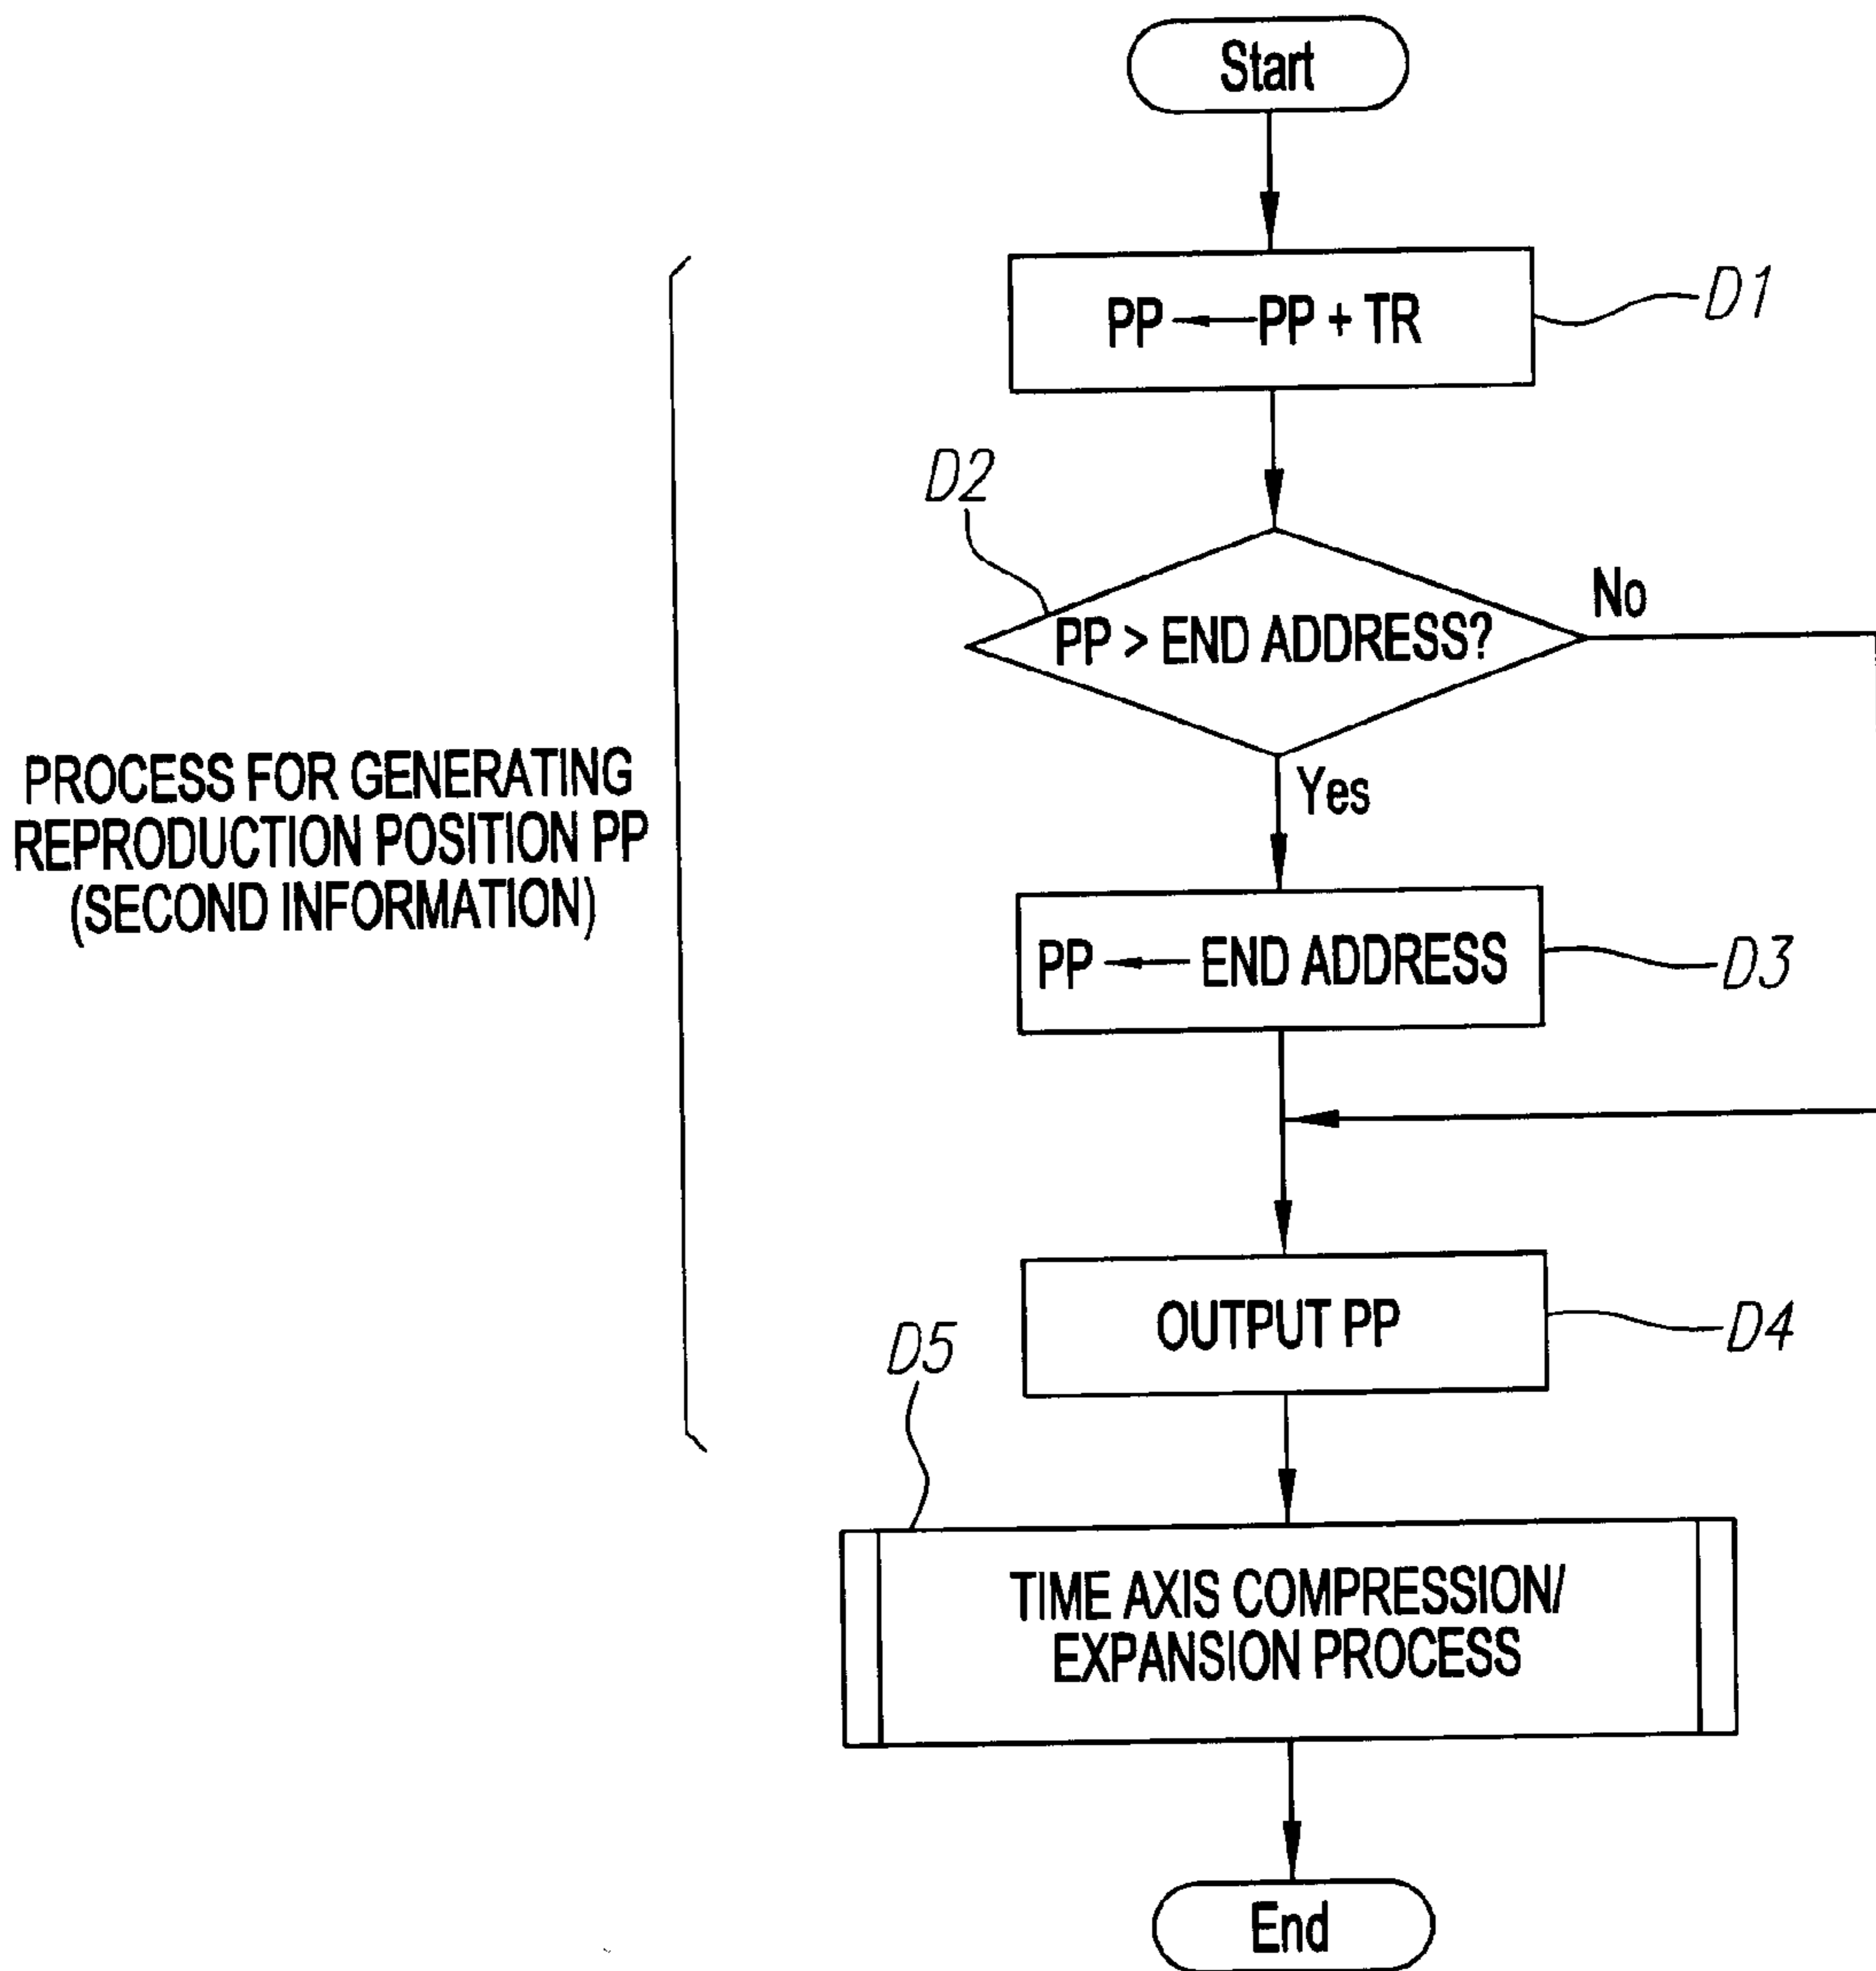 Start
PP ← PP + TR
D1
D2
PP > END ADDRESS?
No
Yes
PROCESS FOR GENERATING
REPRODUCTION POSITION PP
(SECOND INFORMATION)
PP ← END ADDRESS
D3
OUTPUT PP
D4
D5
TIME AXIS COMPRESSION/
EXPANSION PROCESS
End